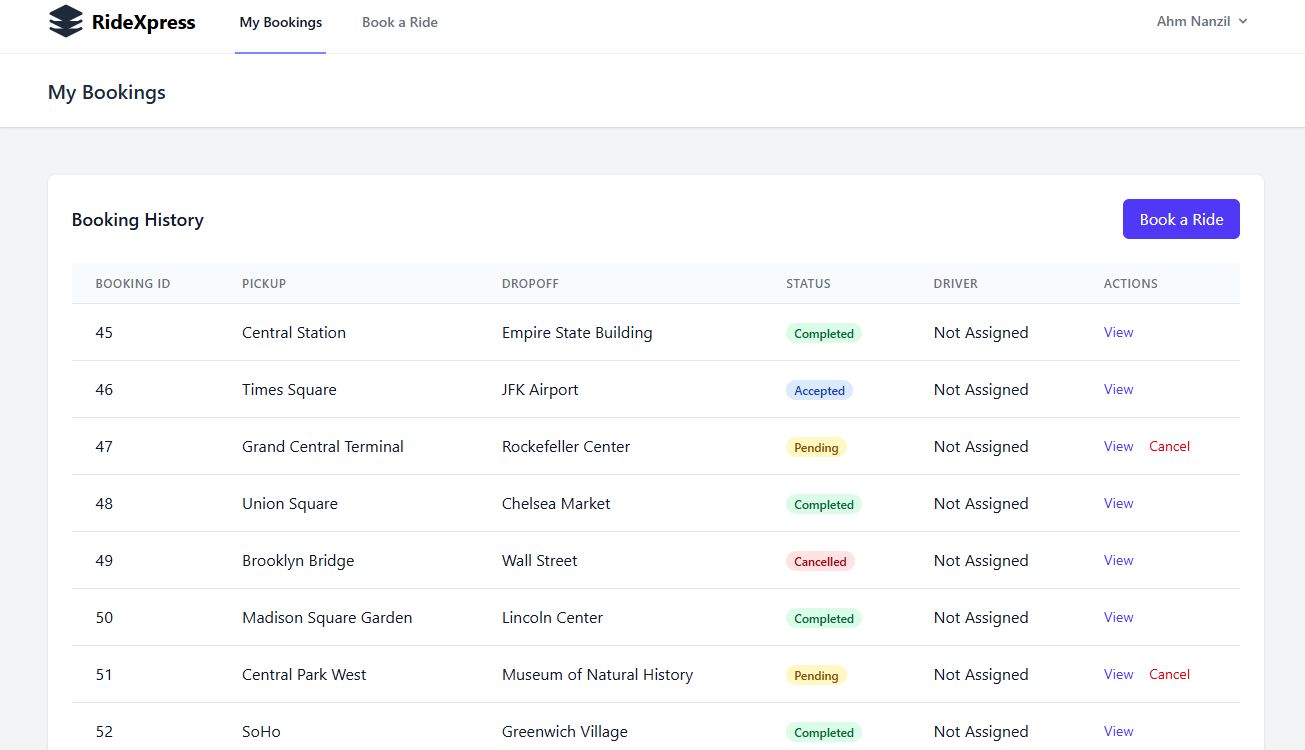 RideXpress My Bookings Book a Ride Ahm Nanzil
My Bookings
Booking History Book a Ride
BOOKING ID PICKUP DROPOFF STATUS DRIVER ACTIONS
45 Central Station Empire State Building Completed Not Assigned View
46 Times Square JFK Airport Accepted Not Assigned View
47 Grand Central Terminal Rockefeller Center Pending Not Assigned View Cancel
48 Union Square Chelsea Market Completed Not Assigned View
49 Brooklyn Bridge Wall Street Cancelled Not Assigned View
50 Madison Square Garden Lincoln Center Completed Not Assigned View
51 Central Park West Museum of Natural History Pending Not Assigned View Cancel
52 SoHo Greenwich Village Completed Not Assigned View